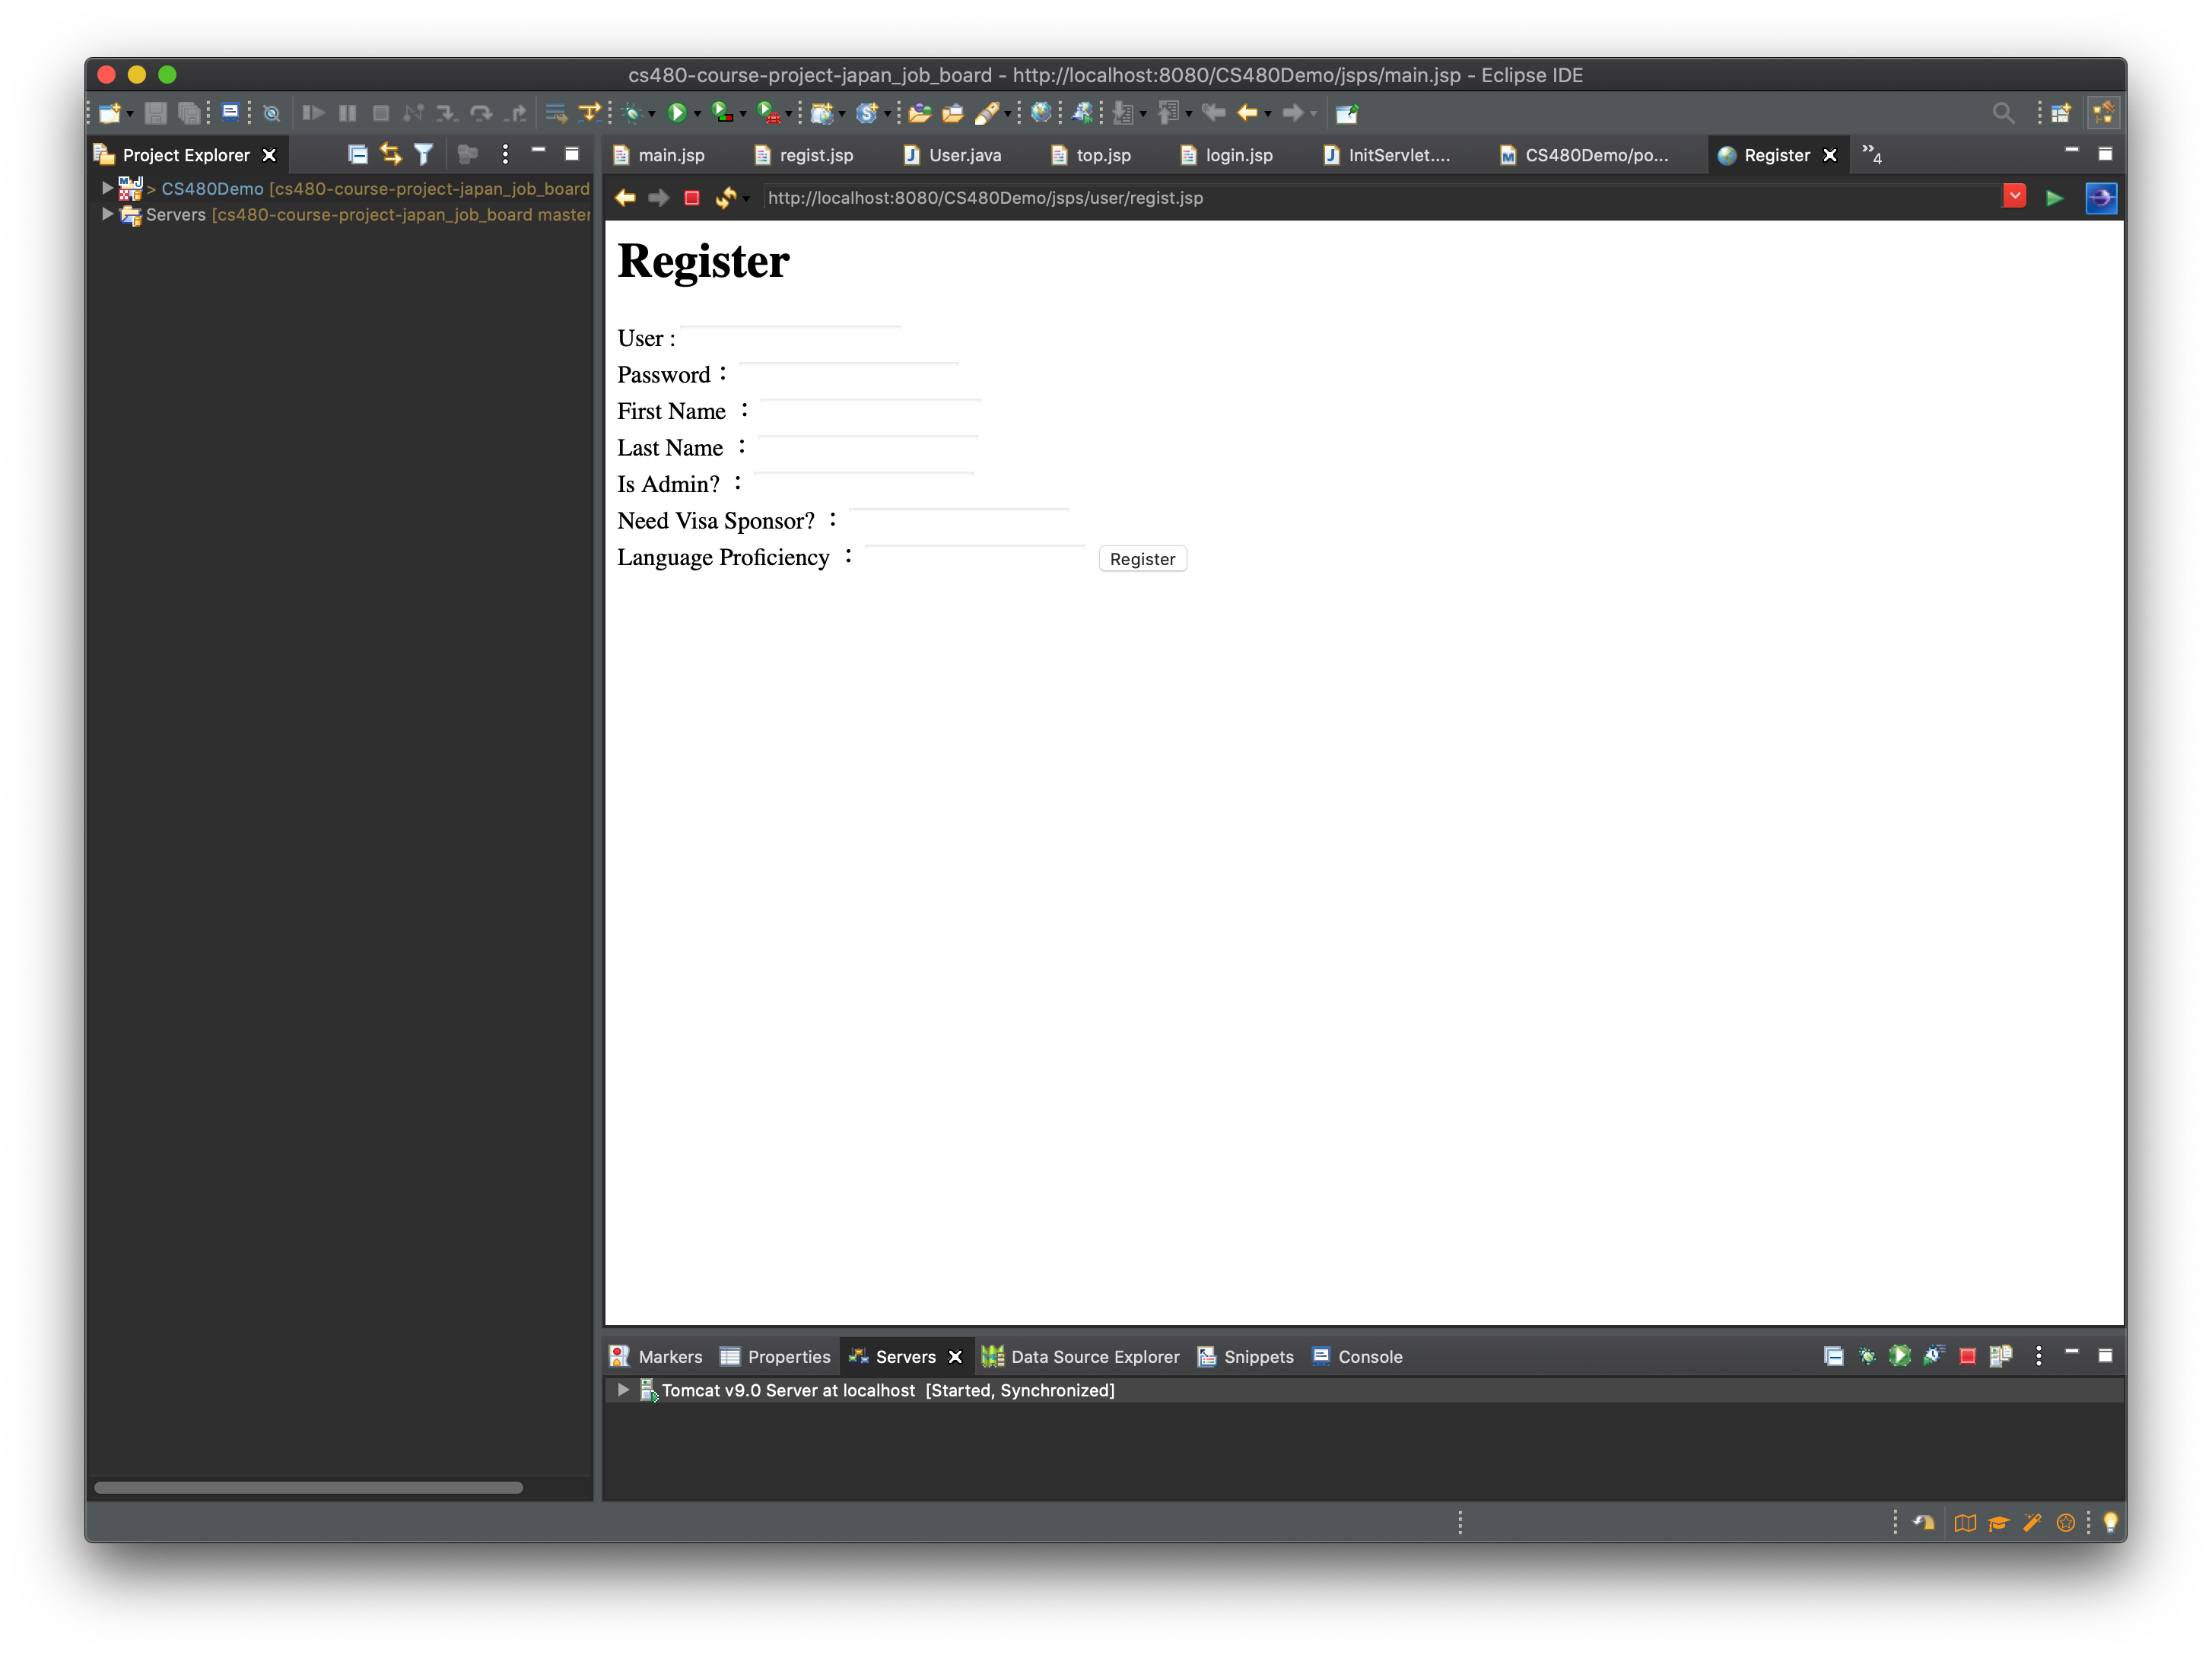 cs480-course-project-japan_job_board - http://localhost:8080/CS480Demo/jsps/main.jsp - Eclipse IDE
Project Explorer
> CS480Demo [cs480-course-project-japan_job_board
Servers [cs480-course-project-japan_job_board master
main.jsp regist.jsp User.java top.jsp login.jsp InitServlet.... CS480Demo/po... Register »4
http://localhost:8080/CS480Demo/jsps/user/regist.jsp
Register
User :
Password：
First Name ：
Last Name ：
Is Admin? ：
Need Visa Sponsor? ：
Language Proficiency ： Register
Markers Properties Servers Data Source Explorer Snippets Console
Tomcat v9.0 Server at localhost [Started, Synchronized]